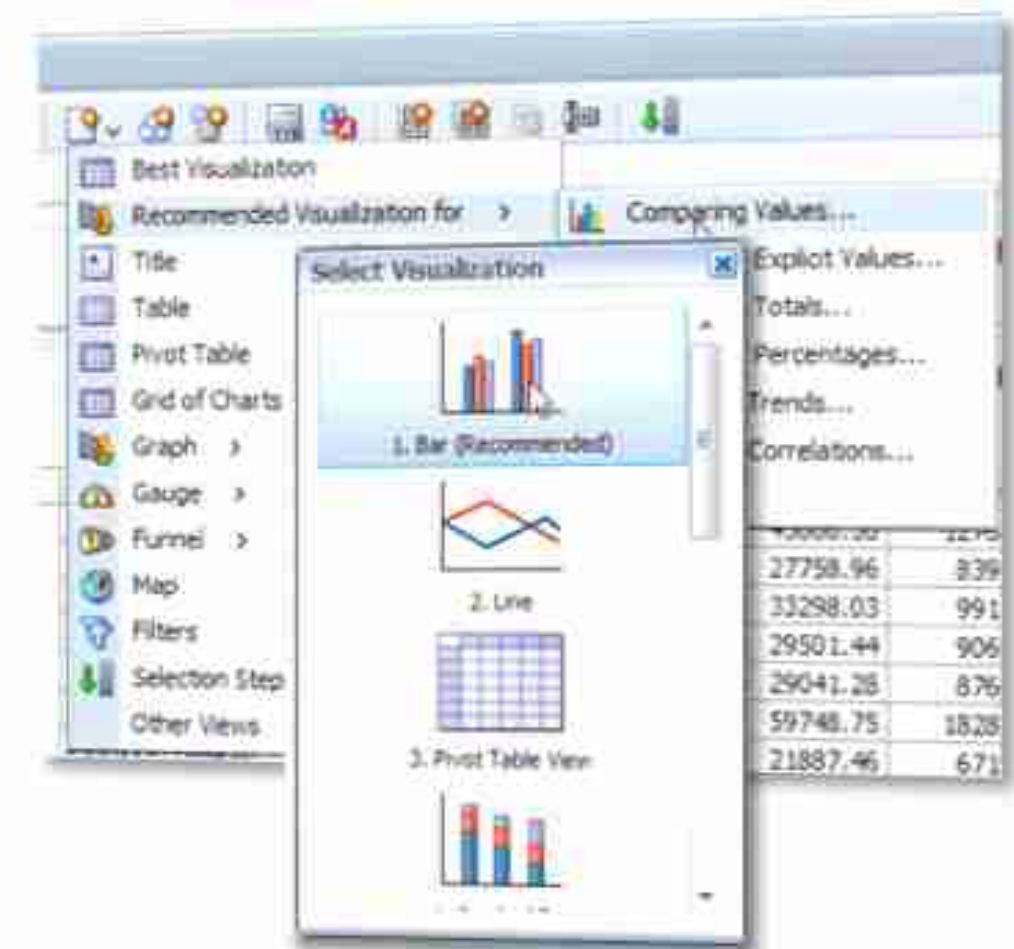 Best Visualization
Recommended Visualization for >
Title
Table
Pivot Table
Grid of Charts
Graph >
Gauge >
Funnel >
Map
Filters
Selection Step
Other Views
Comparing Values...
Explicit Values...
Totals...
Percentages...
Trends...
Correlations...
Select Visualization
1. Bar (Recommended)
2. Line
3. Pivot Table View
27758.96 839
33298.03 991
29501.44 906
29041.28 876
59748.75 1828
21887.46 671